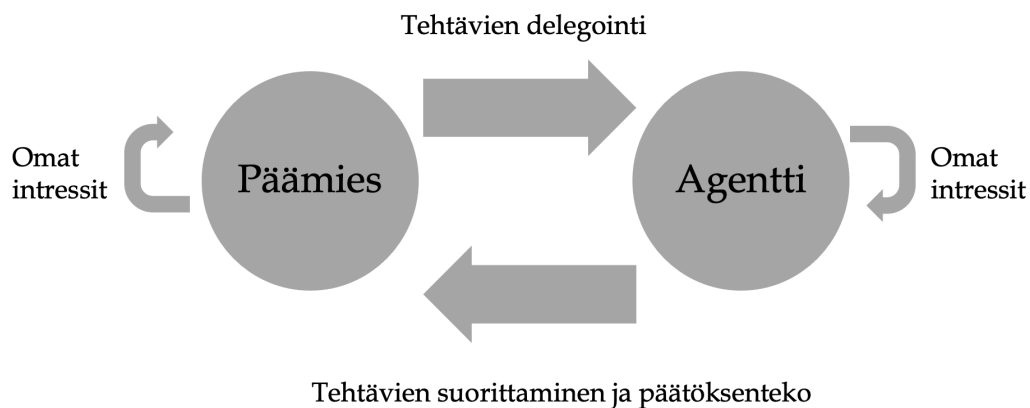 Tehtävien delegointi
Omat
intressit
Päämies
Agentti
Omat
intressit
Tehtävien suorittaminen ja päätöksenteko